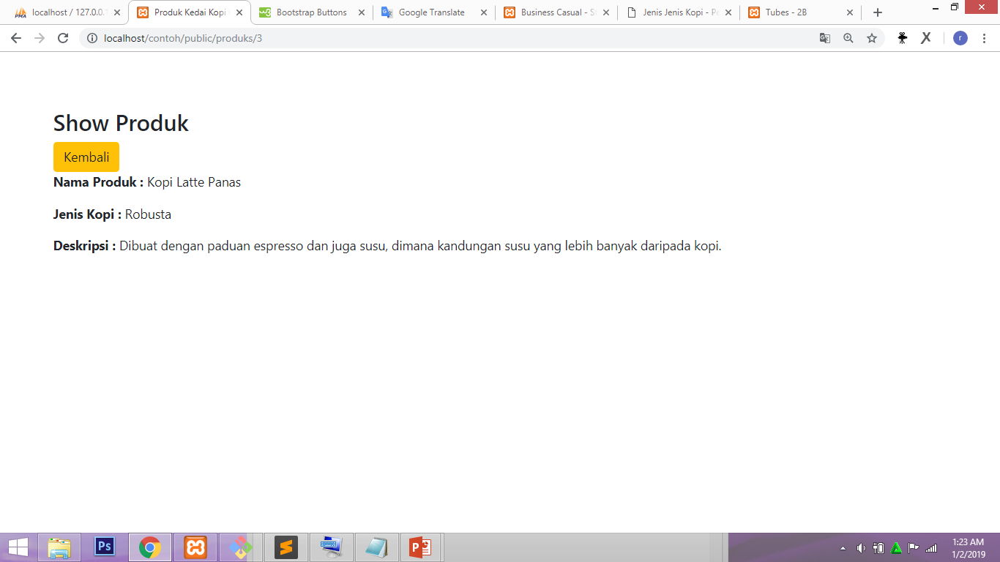 localhost / 127.0.0.1
Produk Kedai Kopi
Bootstrap Buttons
Google Translate
Business Casual - S
Jenis Jenis Kopi - P
Tubes - 2B
localhost/contoh/public/produks/3
r
Show Produk
Kembali
Nama Produk : Kopi Latte Panas
Jenis Kopi : Robusta
Deskripsi : Dibuat dengan paduan espresso dan juga susu, dimana kandungan susu yang lebih banyak daripada kopi.
Ps
1:23 AM
1/2/2019